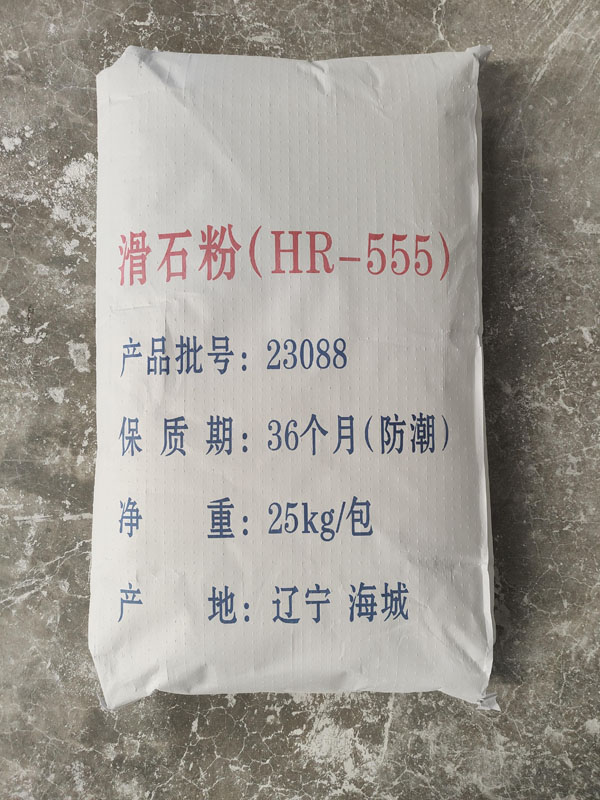 滑石粉(HR-555)
产品批号: 23088
保质期: 36个月(防潮)
净重: 25kg/包
产地: 辽宁 海城